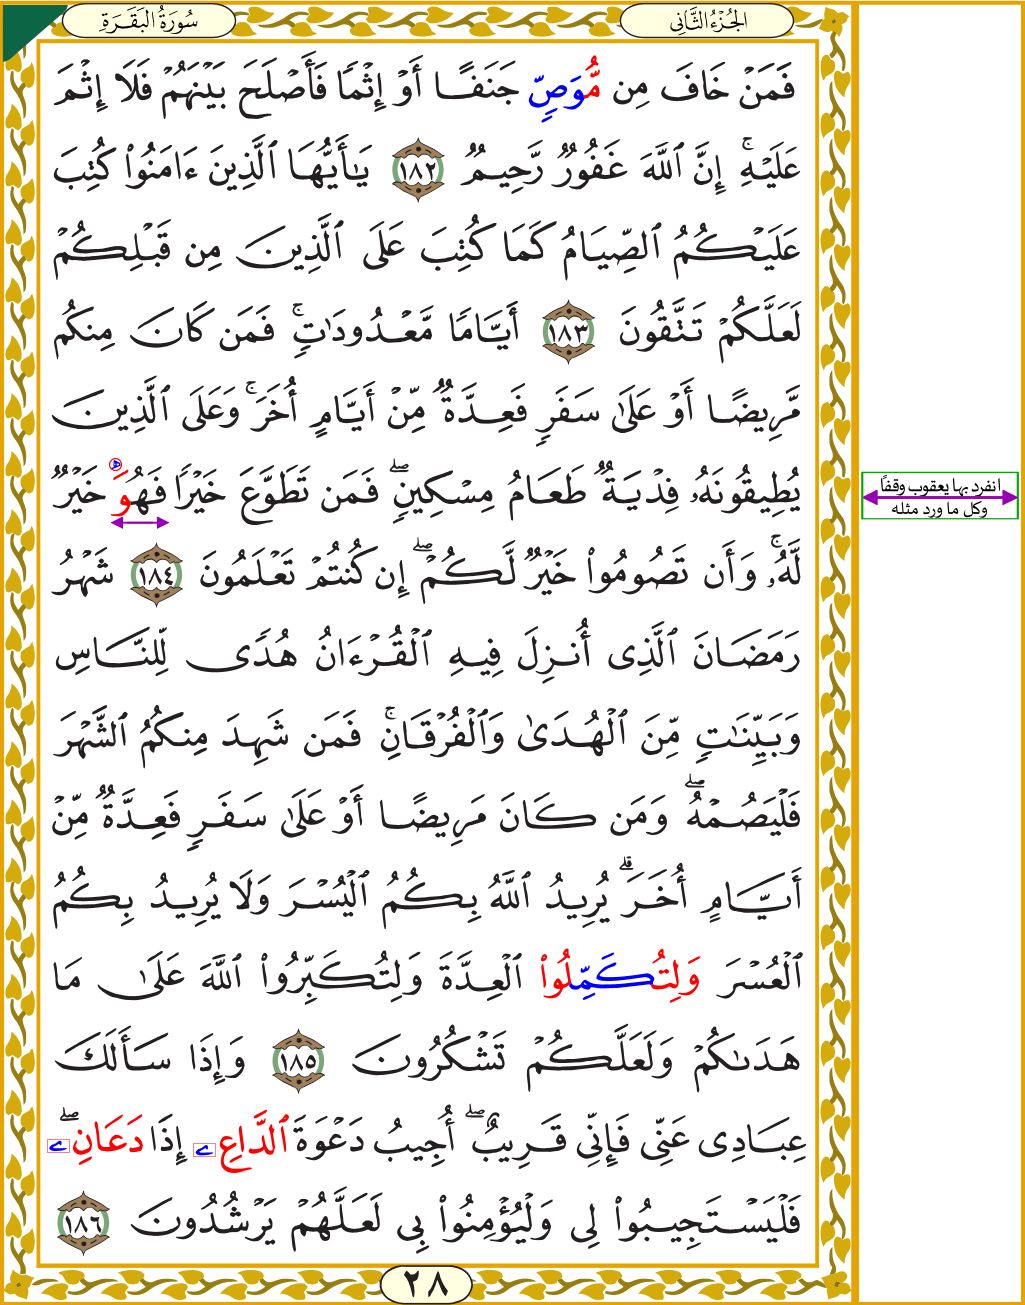 سُورَةُ البَقَرَةِ
الجُزْءُ الثَّانِي
فَمَنْ خَافَ مِن مُّوَصٍّ جَنَفًا أَوْ إِثْمًا فَأَصْلَحَ بَيْنَهُمْ فَلَا إِثْمَ
عَلَيْهِۚ إِنَّ ٱللَّهَ غَفُورٌ رَّحِيمٌ ١٨٢ يَـٰٓأَيُّهَا ٱلَّذِينَ ءَامَنُوا۟ كُتِبَ
عَلَيْكُمُ ٱلصِّيَامُ كَمَا كُتِبَ عَلَى ٱلَّذِينَ مِن قَبْلِكُمْ
لَعَلَّكُمْ تَتَّقُونَ ١٨٣ أَيَّامًا مَّعْدُودَٰتٍۚ فَمَن كَانَ مِنكُم
مَّرِيضًا أَوْ عَلَىٰ سَفَرٍ فَعِدَّةٌ مِّنْ أَيَّامٍ أُخَرَۚ وَعَلَى ٱلَّذِينَ
يُطِيقُونَهُۥ فِدْيَةٌ طَعَامُ مِسْكِينٍۖ فَمَن تَطَوَّعَ خَيْرًا فَهُوَ خَيْرٌ
لَّهُۥۚ وَأَن تَصُومُوا۟ خَيْرٌ لَّكُمْۖ إِن كُنتُمْ تَعْلَمُونَ ١٨٤ شَهْرُ
رَمَضَانَ ٱلَّذِى أُنزِلَ فِيهِ ٱلْقُرْءَانُ هُدًى لِّلنَّاسِ
وَبَيِّنَـٰتٍ مِّنَ ٱلْهُدَىٰ وَٱلْفُرْقَانِۚ فَمَن شَهِدَ مِنكُمُ ٱلشَّهْرَ
فَلْيَصُمْهُۖ وَمَن كَانَ مَرِيضًا أَوْ عَلَىٰ سَفَرٍ فَعِدَّةٌ مِّنْ
أَيَّامٍ أُخَرَۗ يُرِيدُ ٱللَّهُ بِكُمُ ٱلْيُسْرَ وَلَا يُرِيدُ بِكُمُ
ٱلْعُسْرَ وَلِتُكَمِّلُوا۟ ٱلْعِدَّةَ وَلِتُكَبِّرُوا۟ ٱللَّهَ عَلَىٰ مَا
هَدَىٰكُمْ وَلَعَلَّكُمْ تَشْكُرُونَ ١٨٥ وَإِذَا سَأَلَكَ
عِبَادِى عَنِّى فَإِنِّى قَرِيبٌۖ أُجِيبُ دَعْوَةَ ٱلدَّاعِۦ إِذَا دَعَانِۦۖ
فَلْيَسْتَجِيبُوا۟ لِى وَلْيُؤْمِنُوا۟ بِى لَعَلَّهُمْ يَرْشُدُونَ ١٨٦
٢٨
انفرد بها يعقوب وقفًا
وكل ما ورد مثله